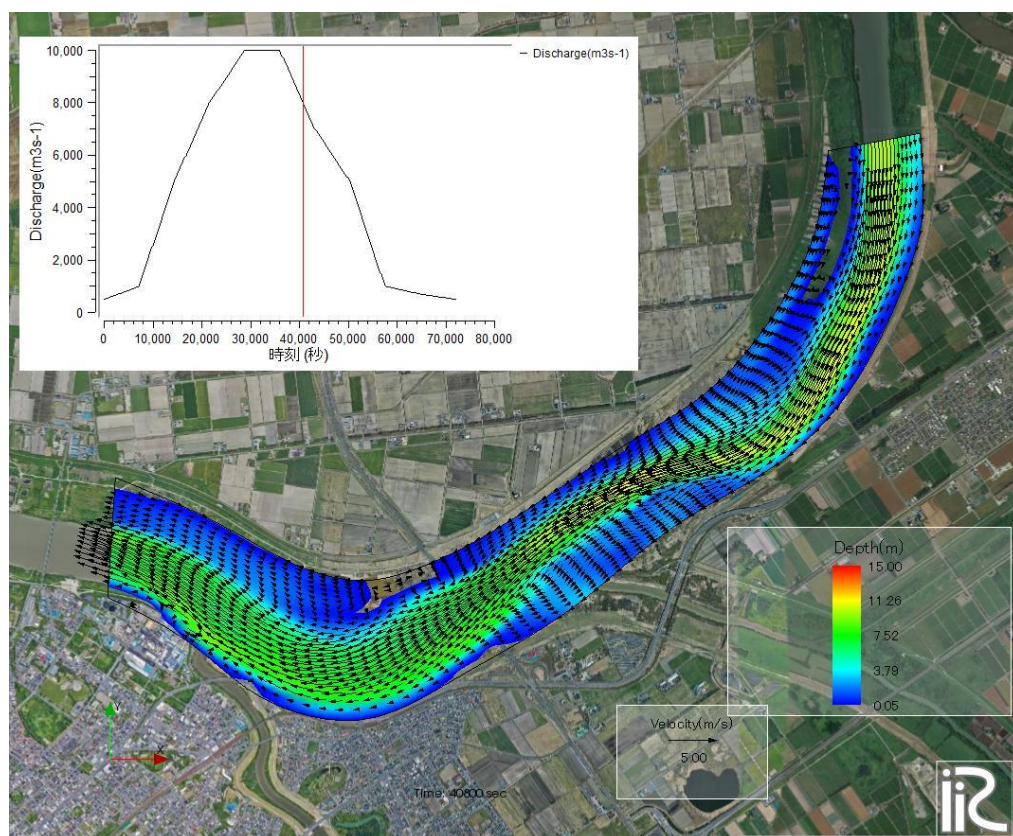 10,000
8,000
6,000
4,000
2,000
0
Discharge(m3s-1)
Discharge(m3s-1)
0
10,000
20,000
30,000
40,000
50,000
60,000
70,000
80,000
時刻 (秒)
Depth(m)
15.00
11.26
7.52
3.79
0.05
Velocity(m/s)
5.00
Y
X
Time: 40800 sec
iRIC